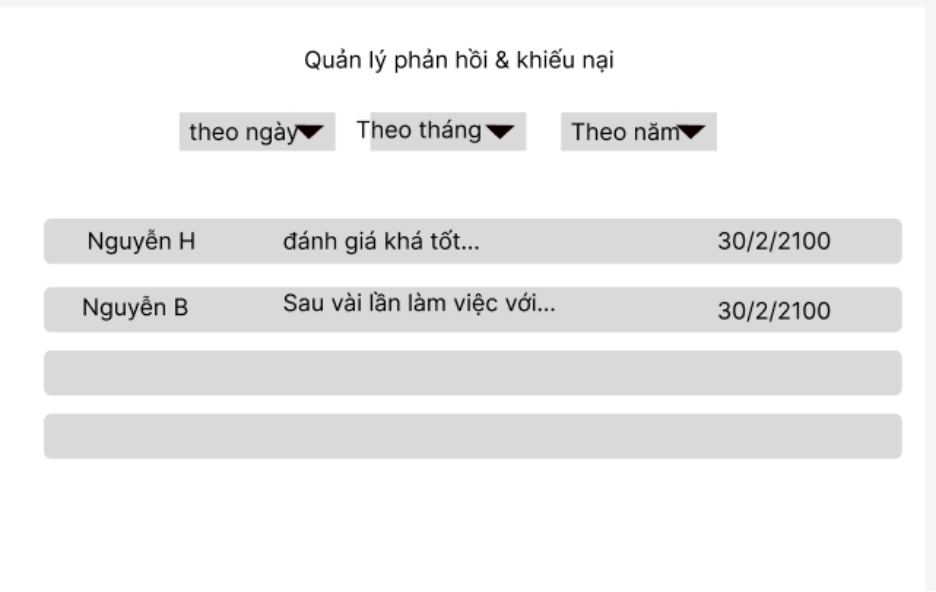 Quản lý phản hồi & khiếu nại
theo ngày Theo tháng Theo năm
Nguyễn H đánh giá khá tốt... 30/2/2100
Nguyễn B Sau vài lần làm việc với... 30/2/2100